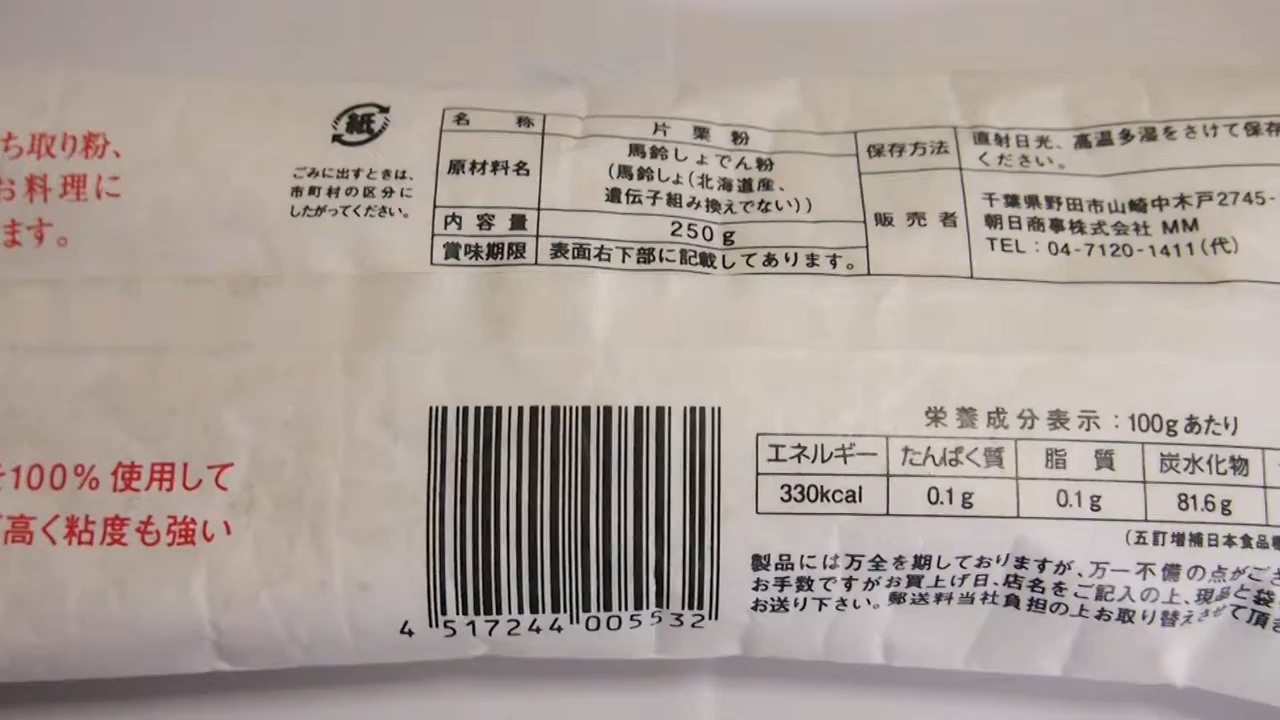 ち取り粉、
お料理に
ます。
紙
ごみに出すときは、
市町村の区分に
したがってください。
名 称 片栗粉
原材料名 馬鈴しょでん粉
(馬鈴しょ(北海道産、
遺伝子組み換えでない))
内容量 250g
賞味期限 表面右下部に記載してあります。
保存方法 直射日光、高温多湿をさけて保存
ください。
販売者 千葉県野田市山崎中木戸2745-
朝日商事株式会社 MM
TEL:04-7120-1411(代)
100% 使用して
高く粘度も強い
4 517244 005532
栄養成分表示:100gあたり
エネルギー たんぱく質 脂質 炭水化物
330kcal 0.1g 0.1g 81.6g
(五訂増補日本食品
製品には万全を期しておりますが、万一不備の点がござ
お手数ですがお買上げ日、店名をご記入の上、現品と袋
お送り下さい。郵送料当社負担の上お取り替えさせて頂き